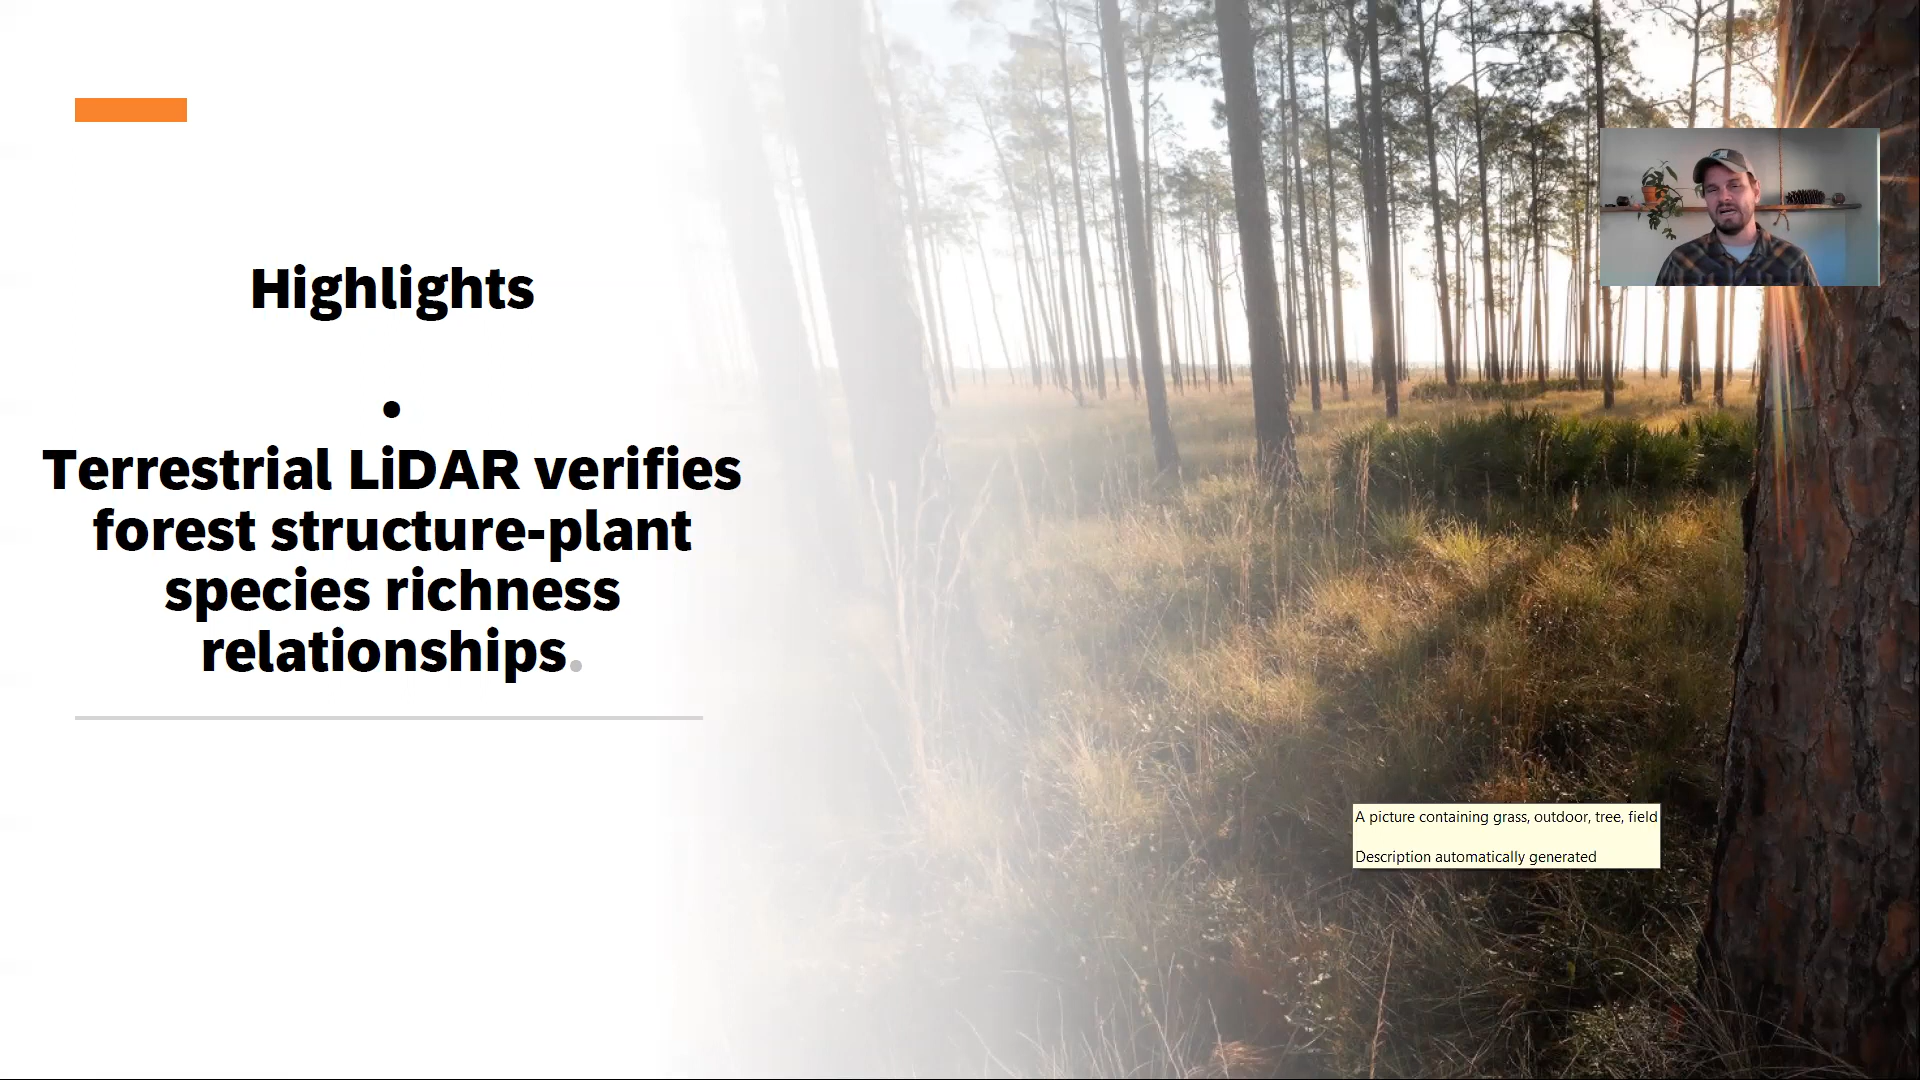 Highlights
•
Terrestrial LiDAR verifies
forest structure-plant
species richness
relationships.
A picture containing grass, outdoor, tree, field
Description automatically generated